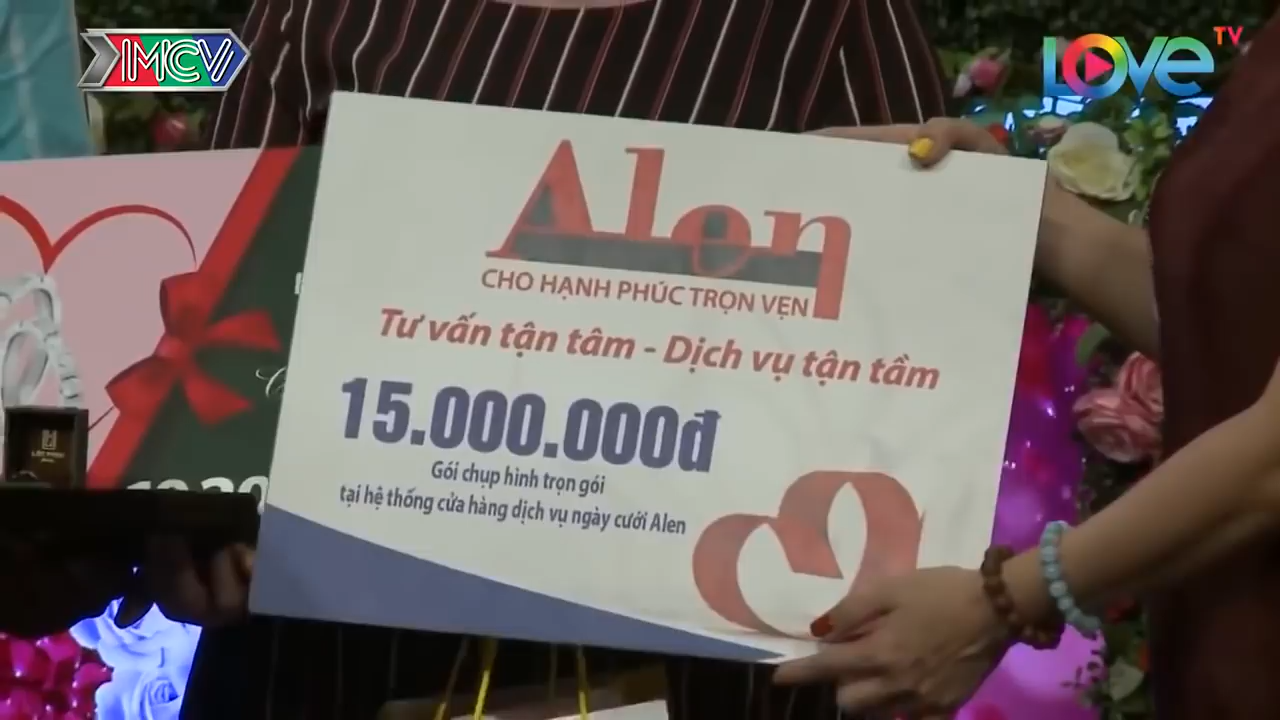 MCV
LOVE TV
Alen
CHO HẠNH PHÚC TRỌN VẸN
Tư vấn tận tâm - Dịch vụ tận tầm
15.000.000đ
Gói chụp hình trọn gói
tại hệ thống cửa hàng dịch vụ ngày cưới Alen